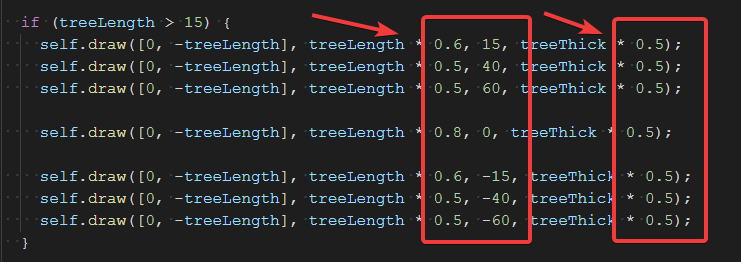 if (treeLength > 15) {
self.draw([0, -treeLength], treeLength * 0.6, 15, treeThick * 0.5);
self.draw([0, -treeLength], treeLength * 0.5, 40, treeThick * 0.5);
self.draw([0, -treeLength], treeLength * 0.5, 60, treeThick * 0.5);
self.draw([0, -treeLength], treeLength * 0.8, 0, treeThick * 0.5);
self.draw([0, -treeLength], treeLength * 0.6, -15, treeThick * 0.5);
self.draw([0, -treeLength], treeLength * 0.5, -40, treeThick * 0.5);
self.draw([0, -treeLength], treeLength * 0.5, -60, treeThick * 0.5);
}